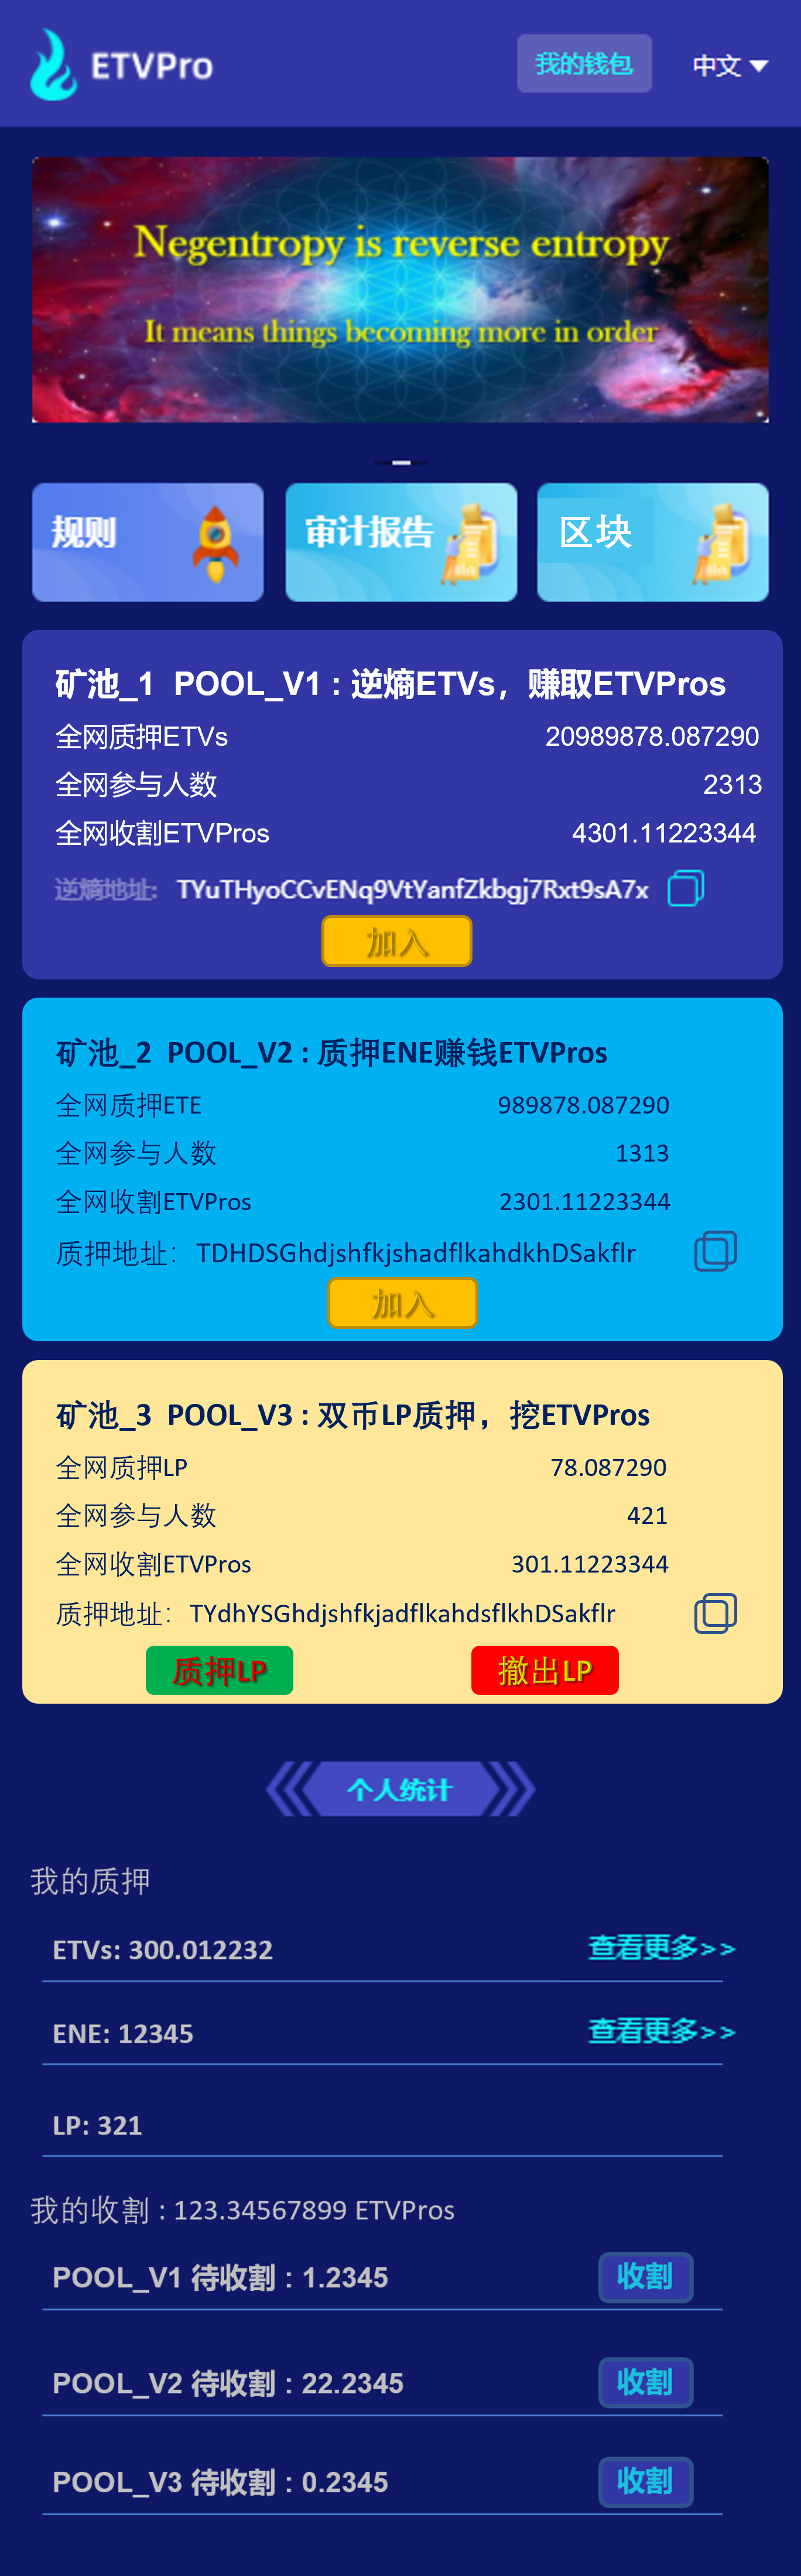 ETVPro 我的钱包 中文
Negentropy is reverse entropy
It means things becoming more in order
规则 审计报告 区块
矿池_1 POOL_V1 : 逆熵ETVs，赚取ETVPros
全网质押ETVs 20989878.087290
全网参与人数 2313
全网收割ETVPros 4301.11223344
逆熵地址: TYuTHyoCCvENq9VtYanfZkbgj7Rxt9sA7x
加入
矿池_2 POOL_V2 : 质押ENE赚钱ETVPros
全网质押ETE 989878.087290
全网参与人数 1313
全网收割ETVPros 2301.11223344
质押地址： TDHDSGhdjshfkjshadflkahdkhDSakflr
加入
矿池_3 POOL_V3 : 双币LP质押，挖ETVPros
全网质押LP 78.087290
全网参与人数 421
全网收割ETVPros 301.11223344
质押地址： TYdhYSGhdjshfkjadflkahdsflkhDSakflr
质押LP 撤出LP
个人统计
我的质押
ETVs: 300.012232 查看更多>>
ENE: 12345 查看更多>>
LP: 321
我的收割 : 123.34567899 ETVPros
POOL_V1 待收割 : 1.2345 收割
POOL_V2 待收割 : 22.2345 收割
POOL_V3 待收割 : 0.2345 收割